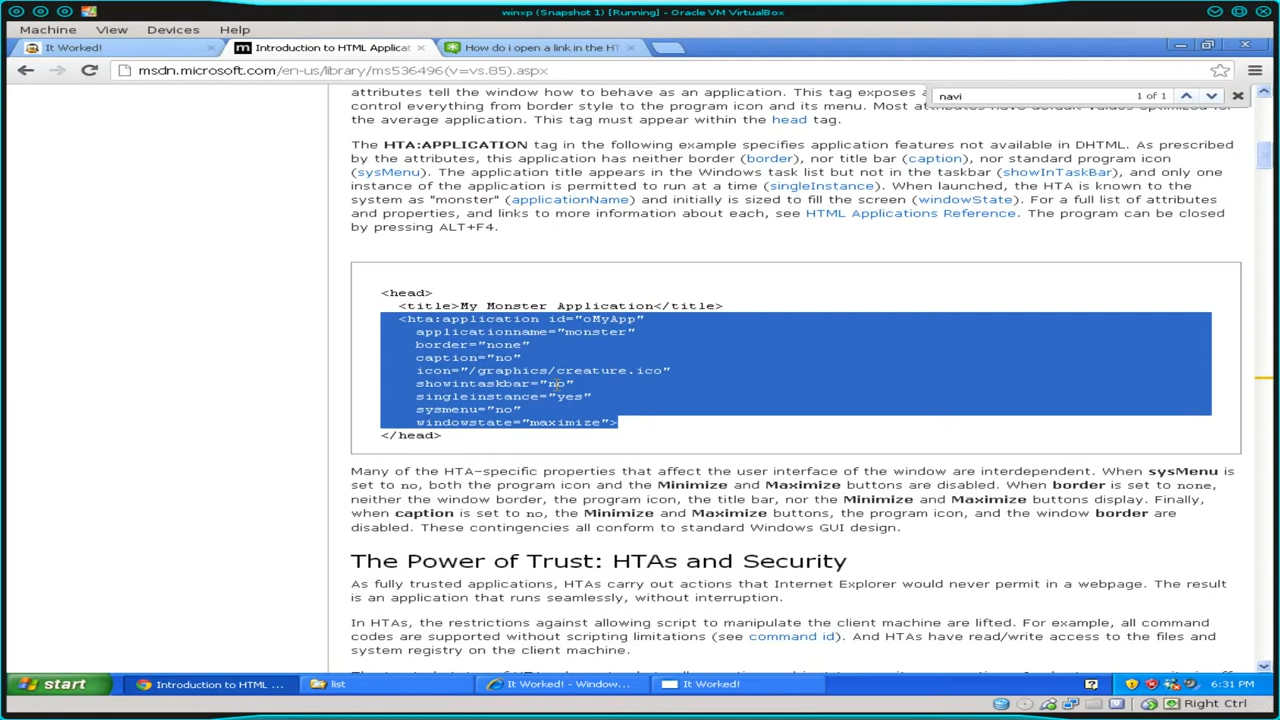 winxp (Snapshot 1) [Running] - Oracle VM VirtualBox
Machine View Devices Help
It Worked!
Introduction to HTML Applicat
How do i open a link in the HT
msdn.microsoft.com/en-us/library/ms536496(v=vs.85).aspx
navi 1 of 1
attributes tell the window how to behave as an application. This tag exposes
control everything from border style to the program icon and its menu. Most
the average application. This tag must appear within the head tag.
The HTA:APPLICATION tag in the following example specifies application features not available in DHTML. As prescribed
by the attributes, this application has neither border (border), nor title bar (caption), nor standard program icon
(sysMenu). The application title appears in the Windows task list but not in the taskbar (showInTaskBar), and only one
instance of the application is permitted to run at a time (singleInstance). When launched, the HTA is known to the
system as "monster" (applicationName) and initially is sized to fill the screen (windowState). For a full list of attributes
and properties, and links to more information about each, see HTML Applications Reference. The program can be closed
by pressing ALT+F4.
<head>
<title>My Monster Application</title>
<hta:application id="oMyApp"
applicationname="monster"
border="none"
caption="no"
icon="/graphics/creature.ico"
showintaskbar="no"
singleinstance="yes"
sysmenu="no"
windowstate="maximize">
</head>
Many of the HTA-specific properties that affect the user interface of the window are interdependent. When sysMenu is
set to no, both the program icon and the Minimize and Maximize buttons are disabled. When border is set to none,
neither the window border, the program icon, the title bar, nor the Minimize and Maximize buttons display. Finally,
when caption is set to no, the Minimize and Maximize buttons, the program icon, and the window border are
disabled. These contingencies all conform to standard Windows GUI design.
The Power of Trust: HTAs and Security
As fully trusted applications, HTAs carry out actions that Internet Explorer would never permit in a webpage. The result
is an application that runs seamlessly, without interruption.
In HTAs, the restrictions against allowing script to manipulate the client machine are lifted. For example, all command
codes are supported without scripting limitations (see command id). And HTAs have read/write access to the files and
system registry on the client machine.
start
Introduction to HTML ...
list
It Worked! - Window...
It Worked!
6:31 PM
Right Ctrl